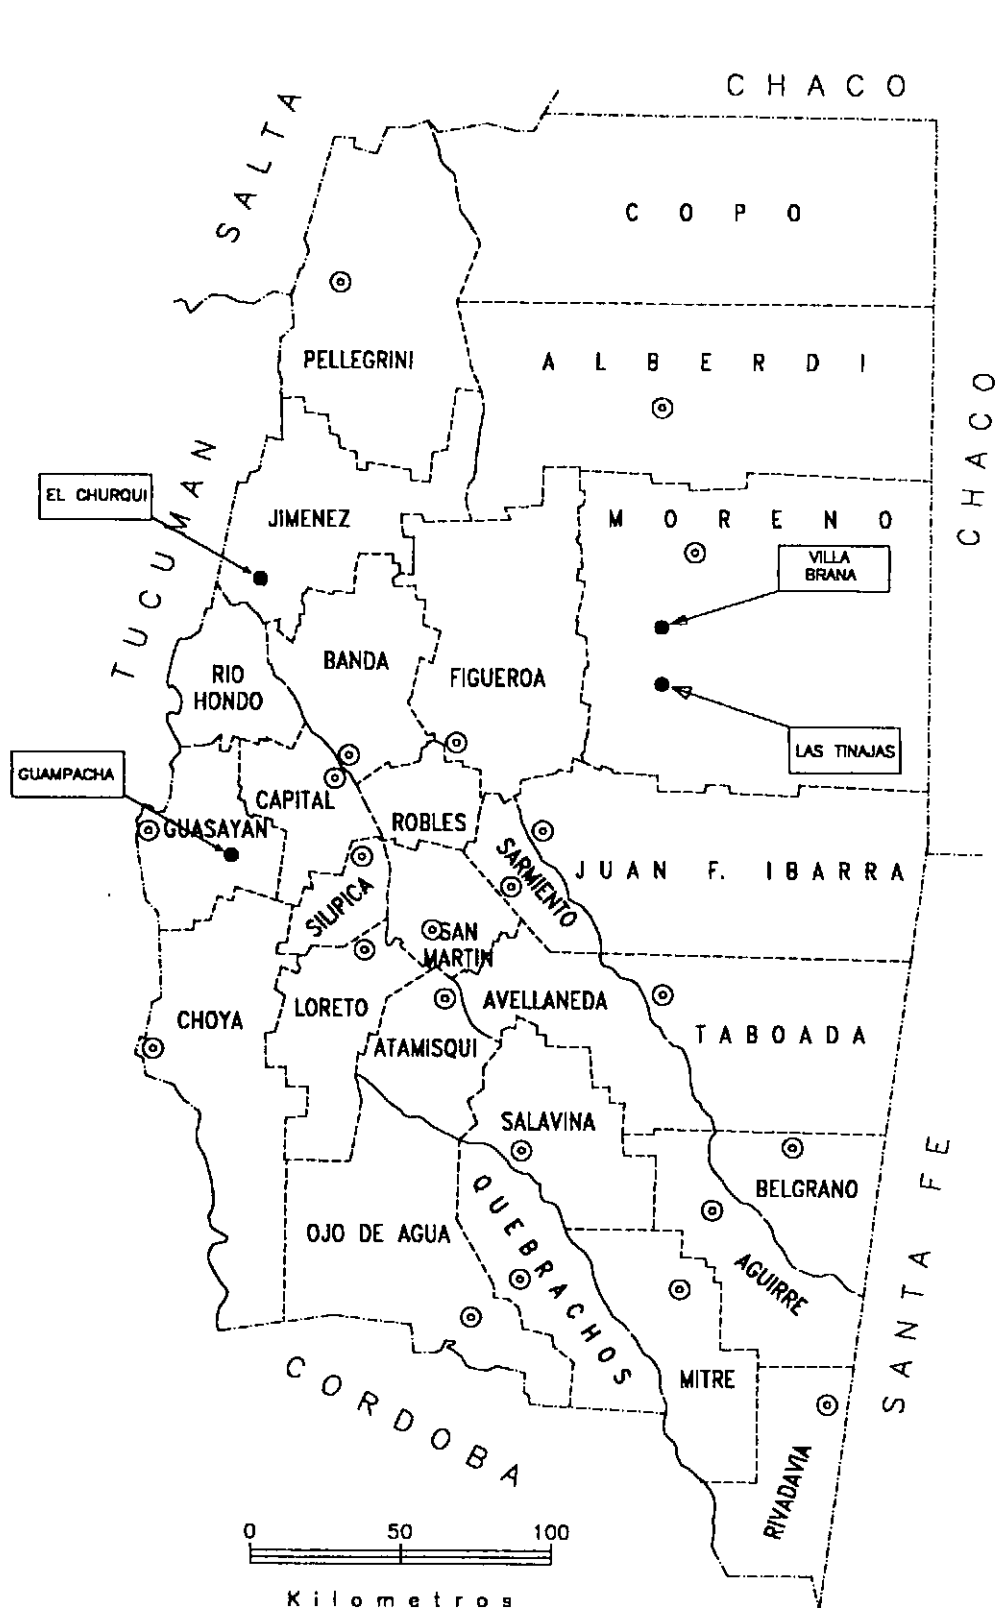 CHACO
SALTA
COPO
PELLEGRINI
ALBERDI
CHACO
TUCUMAN
EL CHURQUI
JIMENEZ
MORENO
VILLA
BRANA
BANDA
FIGUEROA
RIO
HONDO
LAS TINAJAS
GUAMPACHA
CAPITAL
GUASAYAN
ROBLES
SARMIENTO
JUAN F. IBARRA
SILIPICA
SAN
MARTIN
LORETO
AVELLANEDA
CHOYA
ATAMISQUI
TABOADA
SALAVINA
BELGRANO
SANTA FE
OJO DE AGUA
QUEBRACHOS
AGUIRRE
MITRE
CORDOBA
RIVADAVIA
0 50 100
Kilometros